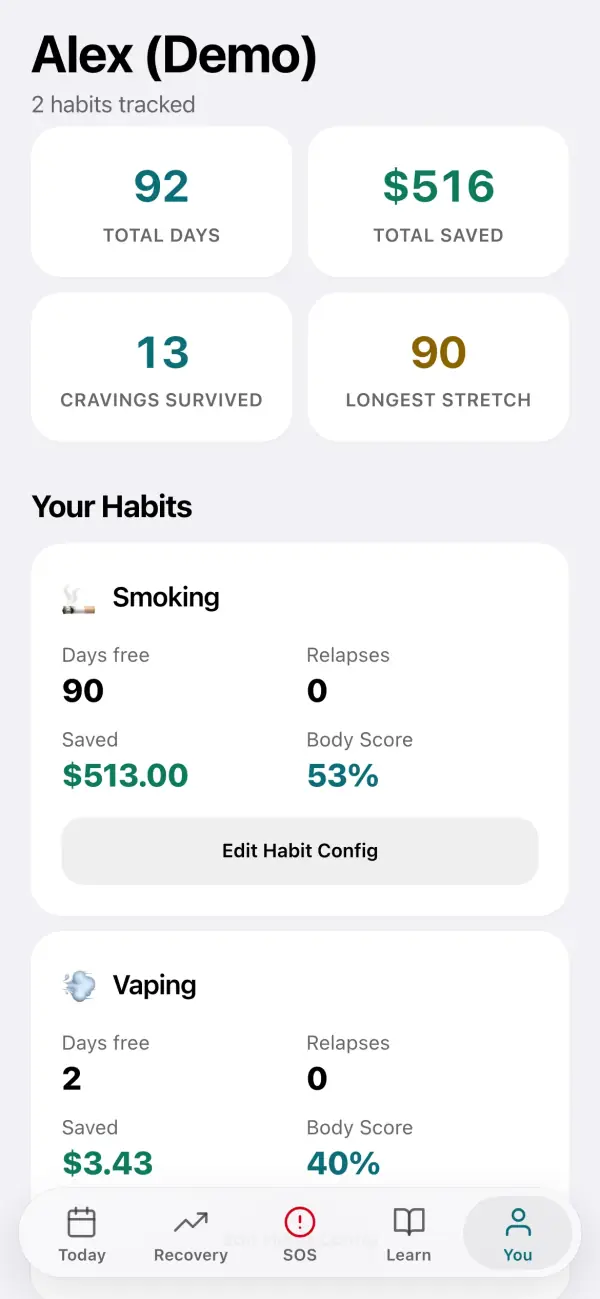 Alex (Demo)
2 habits tracked
92
TOTAL DAYS
$516
TOTAL SAVED
13
CRAVINGS SURVIVED
90
LONGEST STRETCH
Your Habits
Smoking
Days free
90
Relapses
0
Saved
$513.00
Body Score
53%
Edit Habit Config
Vaping
Days free
2
Relapses
0
Saved
$3.43
Body Score
40%
Today
Recovery
SOS
Learn
You